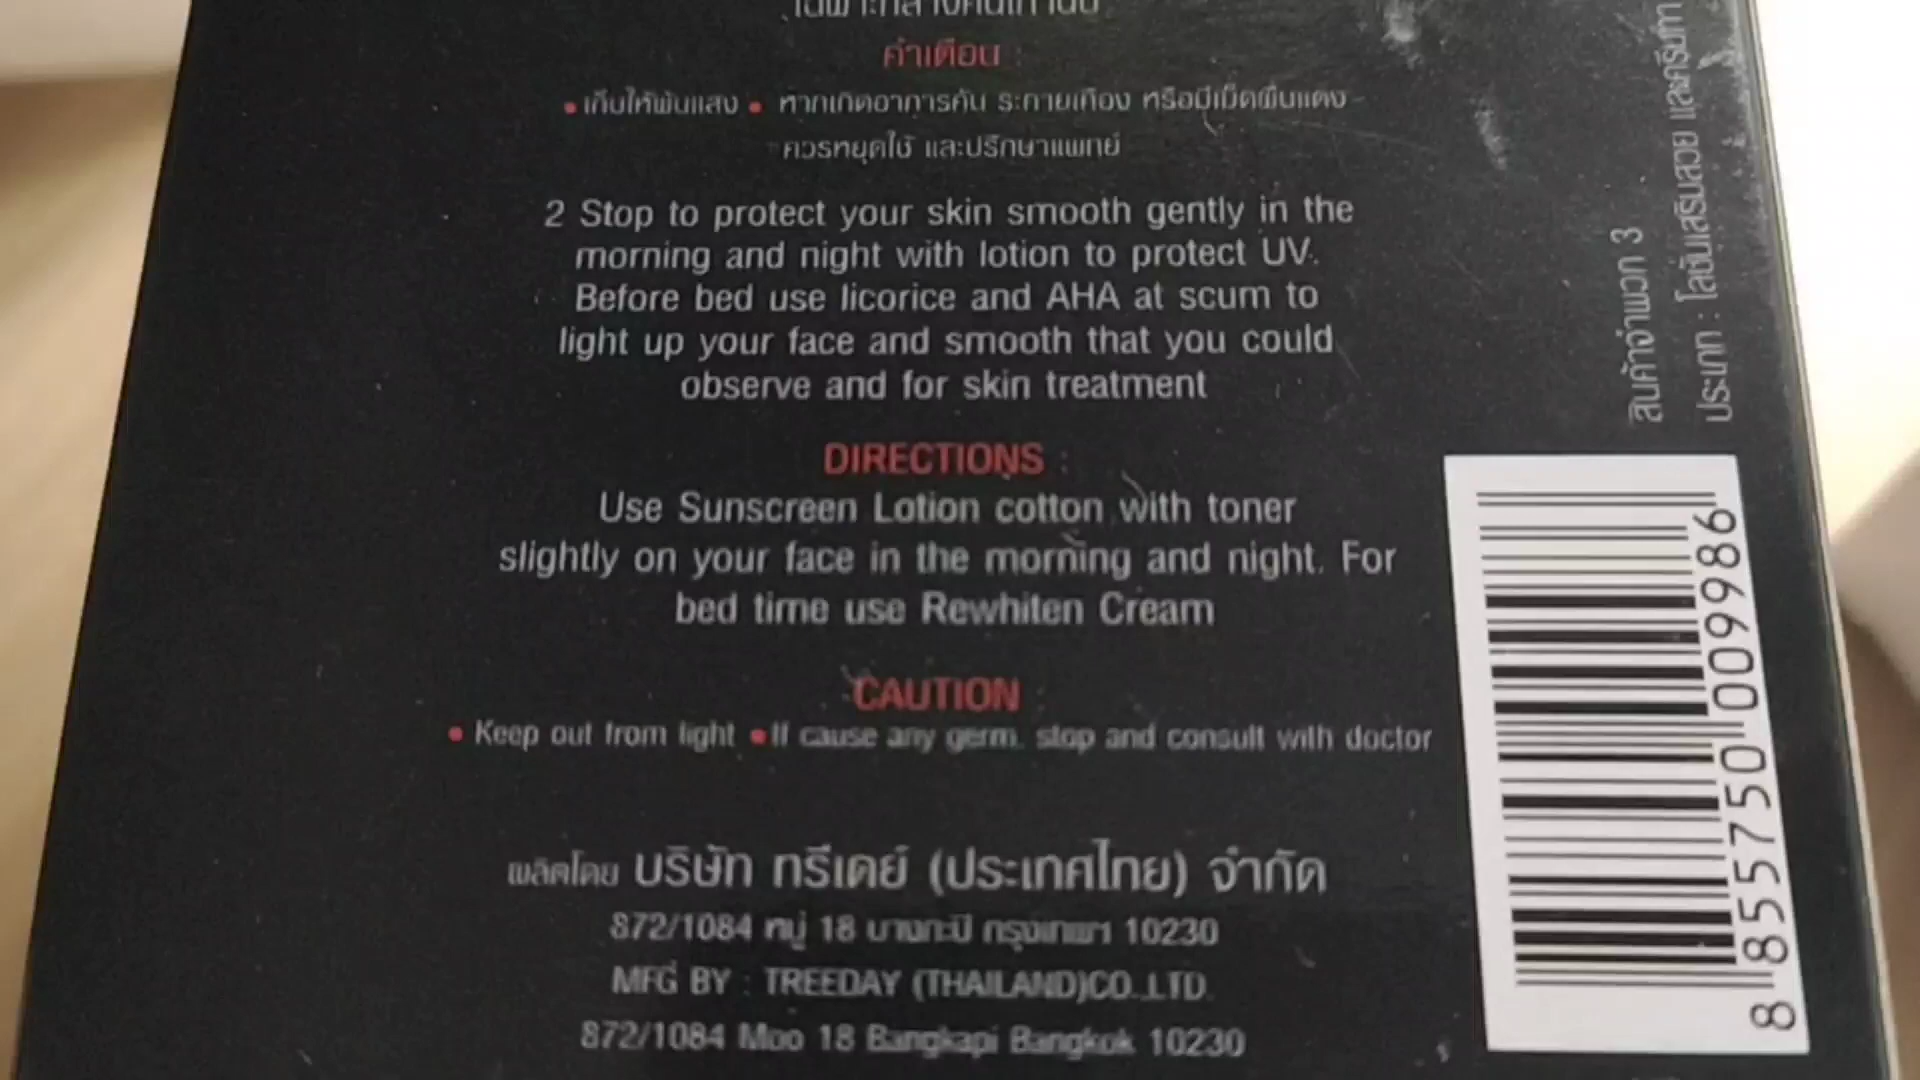 คำเตือน :
• เก็บให้พ้นแสง • หากเกิดอาการคัน ระคายเคือง หรือมีเม็ดผื่นแดง
ควรหยุดใช้ และปรึกษาแพทย์
2 Stop to protect your skin smooth gently in the
morning and night with lotion to protect UV.
Before bed use licorice and AHA at scum to
light up your face and smooth that you could
observe and for skin treatment
DIRECTIONS :
Use Sunscreen Lotion cotton with toner
slightly on your face in the morning and night. For
bed time use Rewhiten Cream
CAUTION :
• Keep out from light • If cause any germ. stop and consult with doctor
ผลิตโดย บริษัท ทรีเดย์ (ประเทศไทย) จำกัด
872/1084 หมู่ 18 บางกะปิ กรุงเทพฯ 10230
MFG BY : TREEDAY (THAILAND)CO.,LTD.
872/1084 Moo 18 Bangkapi Bangkok 10230
สินค้าจำพวก 3
ประเภท : โลชั่นเสริมสวย และครีมทา
8 855750 009986